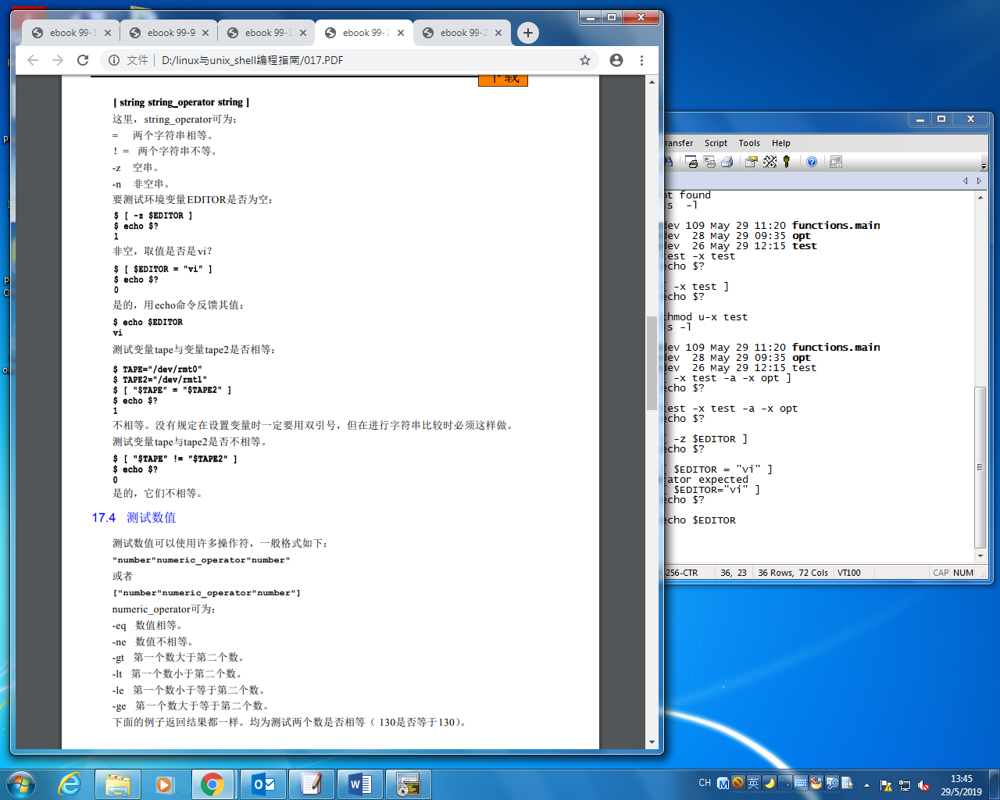 ebook 99-1
ebook 99-9
ebook 99-1
ebook 99-1
ebook 99-2
文件
D:/linux与unix_shell编程指南/017.PDF
[ string string_operator string ]
这里，string_operator可为：
= 两个字符串相等。
！= 两个字符串不等。
-z 空串。
-n 非空串。
要测试环境变量EDITOR是否为空：
$ [ -z $EDITOR ]
$ echo $?
1
非空，取值是否是vi？
$ [ $EDITOR = "vi" ]
$ echo $?
0
是的，用echo命令反馈其值：
$ echo $EDITOR
vi
测试变量tape与变量tape2是否相等：
$ TAPE="/dev/rmt0"
$ TAPE2="/dev/rmt1"
$ [ "$TAPE" = "$TAPE2" ]
$ echo $?
1
不相等。没有规定在设置变量时一定要用双引号，但在进行字符串比较时必须这样做。
测试变量tape与tape2是否不相等。
$ [ "$TAPE" != "$TAPE2" ]
$ echo $?
0
是的，它们不相等。
17.4 测试数值
测试数值可以使用许多操作符，一般格式如下：
"number"numeric_operator"number"
或者
["number"numeric_operator"number"]
numeric_operator可为：
-eq 数值相等。
-ne 数值不相等。
-gt 第一个数大于第二个数。
-lt 第一个数小于第二个数。
-le 第一个数小于等于第二个数。
-ge 第一个数大于等于第二个数。
下面的例子返回结果都一样。均为测试两个数是否相等（ 130是否等于130）。
ransfer Script Tools Help
ot found
s -l
dev 109 May 29 11:20 functions.main
dev 28 May 29 09:35 opt
dev 26 May 29 12:15 test
test -x test
echo $?
[ -x test ]
echo $?
chmod u-x test
s -l
dev 109 May 29 11:20 functions.main
dev 28 May 29 09:35 opt
dev 26 May 29 12:15 test
-x test -a -x opt ]
echo $?
test -x test -a -x opt
echo $?
[ -z $EDITOR ]
echo $?
[ $EDITOR = "vi" ]
rator expected
[ $EDITOR="vi" ]
echo $?
echo $EDITOR
256-CTR 36, 23 36 Rows, 72 Cols VT100 CAP NUM
CH
英
13:45
29/5/2019